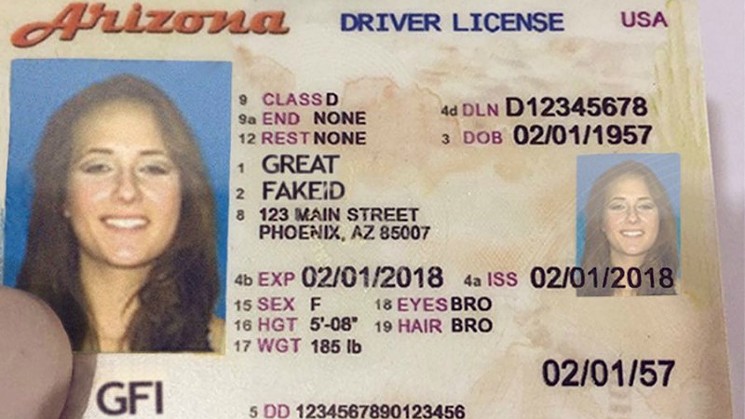 Arizona DRIVER LICENSE USA
9 CLASS D
9a END NONE
12 REST NONE
4d DLN D12345678
3 DOB 02/01/1957
1 GREAT
2 FAKEID
8 123 MAIN STREET
PHOENIX, AZ 85007
4b EXP 02/01/2018 4a ISS 02/01/2018
15 SEX F 18 EYES BRO
16 HGT 5'-08" 19 HAIR BRO
17 WGT 185 lb
02/01/57
GFI
5 DD 1234567890123456